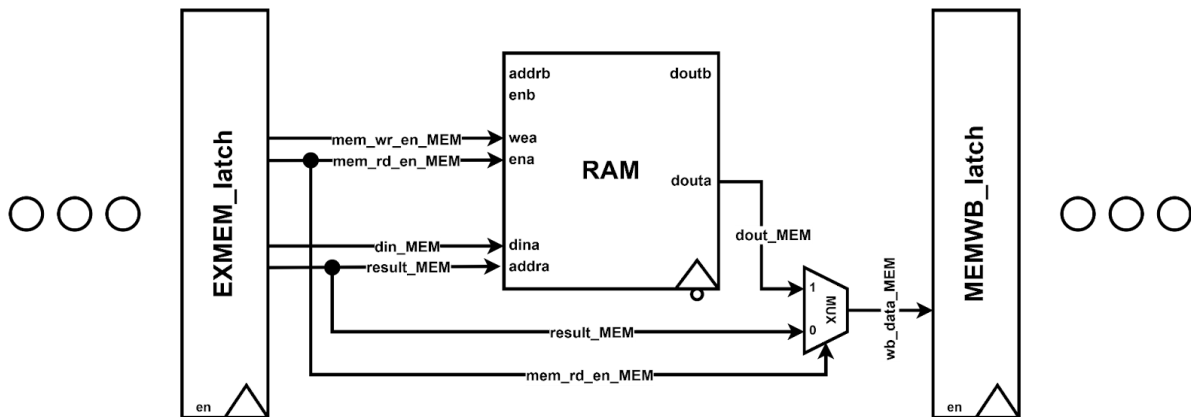 EXMEM_latch
en
mem_wr_en_MEM
mem_rd_en_MEM
din_MEM
result_MEM
addrb
enb
wea
ena
dina
addra
RAM
doutb
douta
dout_MEM
1
0
MUX
result_MEM
mem_rd_en_MEM
wb_data_MEM
MEMWB_latch
en